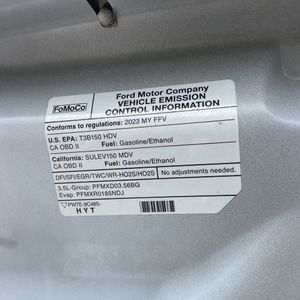 FoMoCo
Ford Motor Company
VEHICLE EMISSION
CONTROL INFORMATION
Conforms to regulations: 2023 MY FFV
U.S. EPA: T3B150 HDV
CA OBD II Fuel: Gasoline/Ethanol
California: SULEV150 MDV
CA OBD II Fuel: Gasoline/Ethanol
DFI/SFI/EGR/TWC/WR-HO2S/HO2S No adjustments needed.
3.5L-Group: PFMXD03.56BG
Evap: PFMXR0185NDJ
PW7E-9C485-
HYT